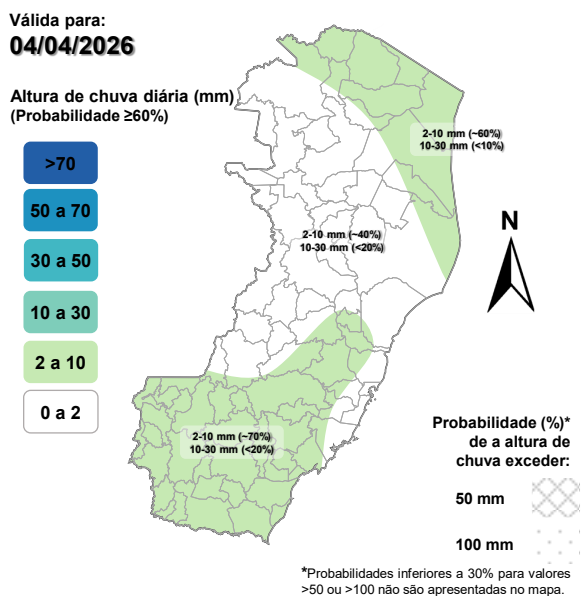 Válida para:
04/04/2026
Altura de chuva diária (mm)
(Probabilidade ≥60%)
>70
50 a 70
30 a 50
10 a 30
2 a 10
0 a 2
2-10 mm (~60%)
10-30 mm (<10%)
2-10 mm (~40%)
10-30 mm (<20%)
2-10 mm (~70%)
10-30 mm (<20%)
N
Probabilidade (%)*
de a altura de
chuva exceder:
50 mm
100 mm
*Probabilidades inferiores a 30% para valores
>50 ou >100 não são apresentadas no mapa.